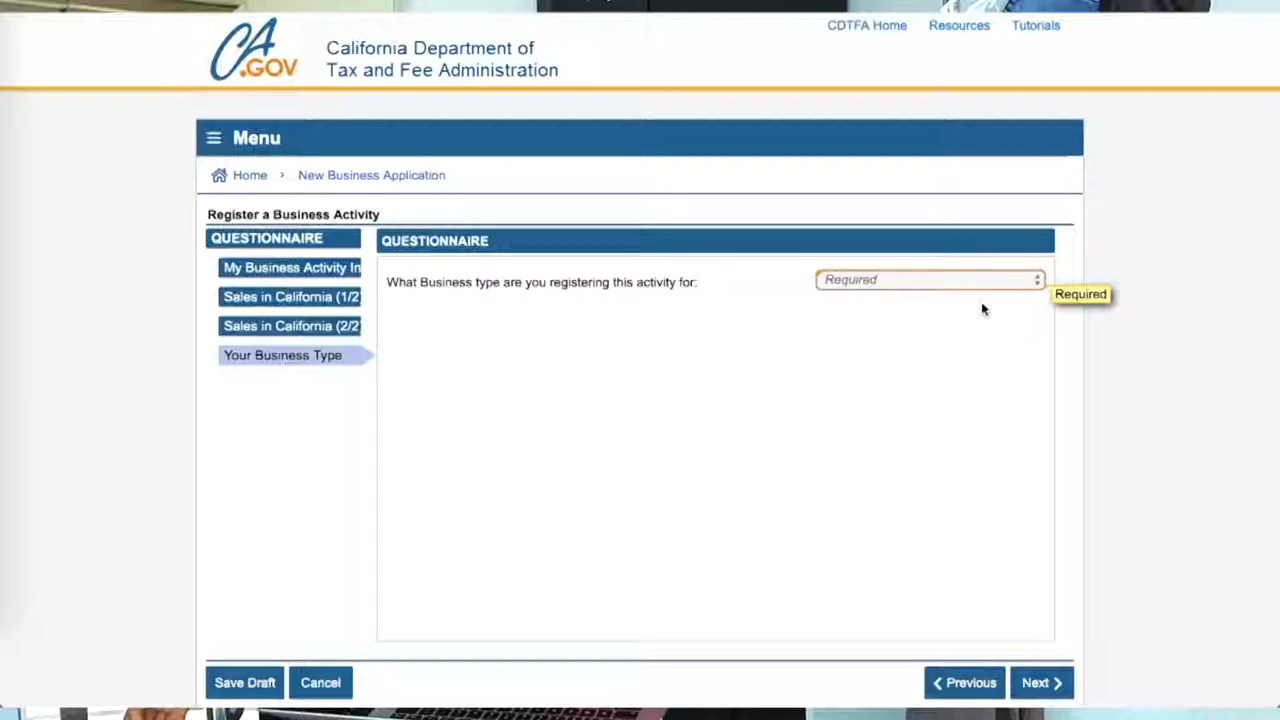 CA
.GOV
California Department of
Tax and Fee Administration
CDTFA Home Resources Tutorials
Menu
Home › New Business Application
Register a Business Activity
QUESTIONNAIRE
My Business Activity In
Sales in California (1/2
Sales in California (2/2
Your Business Type
QUESTIONNAIRE
What Business type are you registering this activity for:
Required
Required
Save Draft Cancel
Previous Next